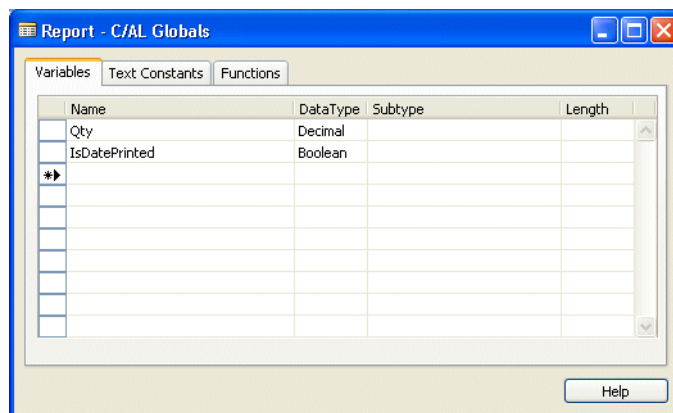 Report - C/AL Globals
Variables Text Constants Functions
Name DataType Subtype Length
Qty Decimal
IsDatePrinted Boolean
Help